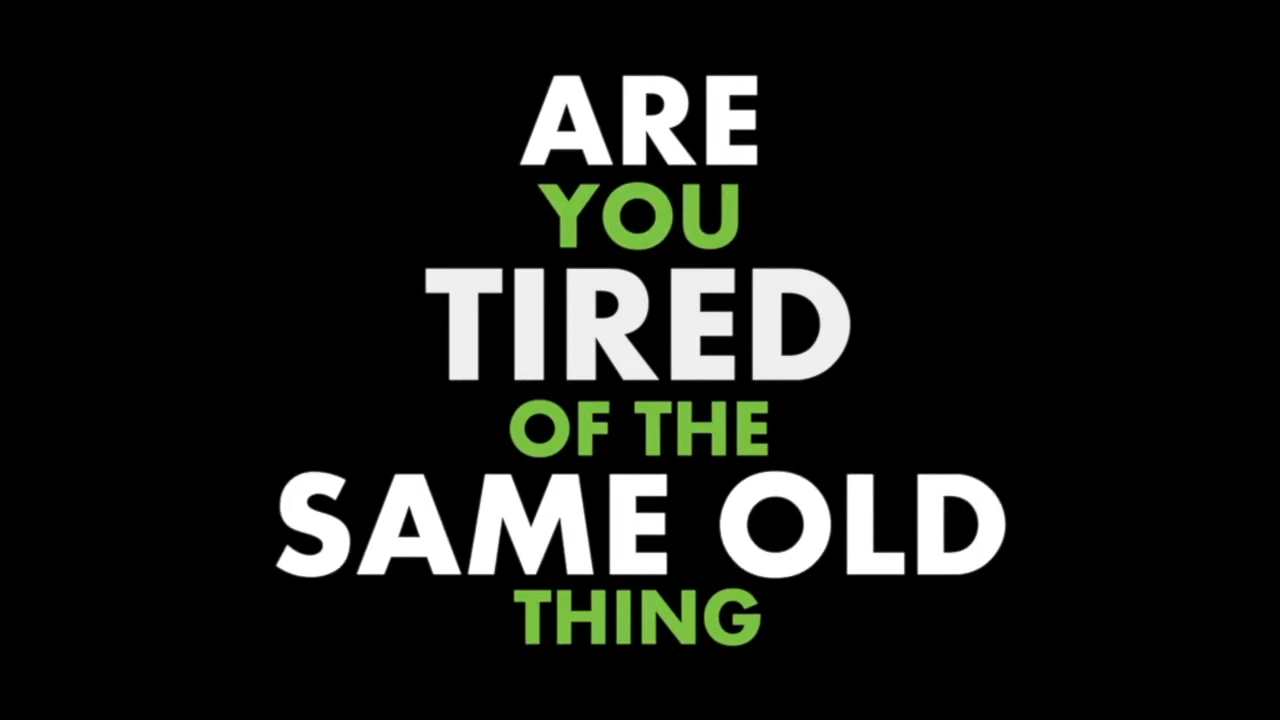 ARE
YOU
TIRED
OF THE
SAME OLD
THING